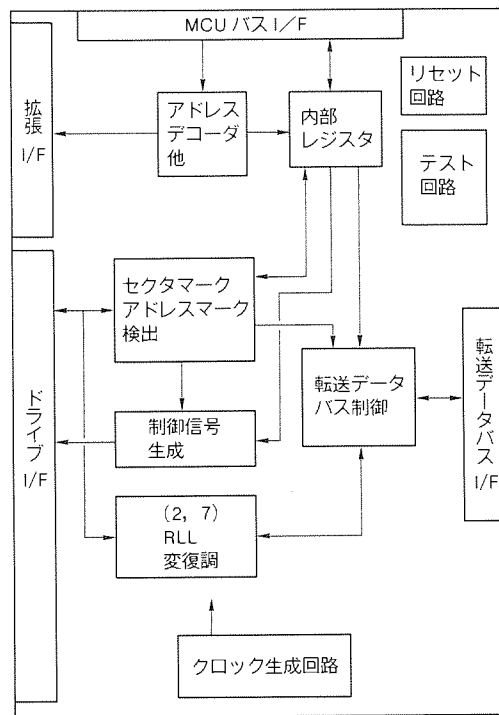 MCU バス I/F
拡張
I/F
アドレス
デコーダ
他
内部
レジスタ
リセット
回路
テスト
回路
セクタマーク
アドレスマーク
検出
ドライブ
I/F
制御信号
生成
転送データ
バス制御
転送データバス
I/F
(2, 7)
RLL
変復調
クロック生成回路